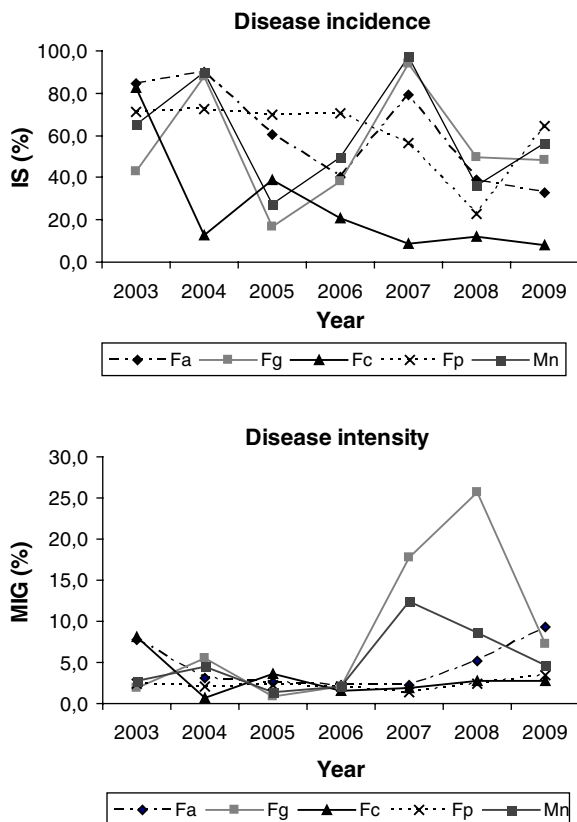 Disease incidence
100,0
80,0
60,0
40,0
20,0
0,0
IS (%)
2003 2004 2005 2006 2007 2008 2009
Year
Fa Fg Fc Fp Mn
Disease intensity
30,0
25,0
20,0
15,0
10,0
5,0
0,0
MIG (%)
2003 2004 2005 2006 2007 2008 2009
Year
Fa Fg Fc Fp Mn